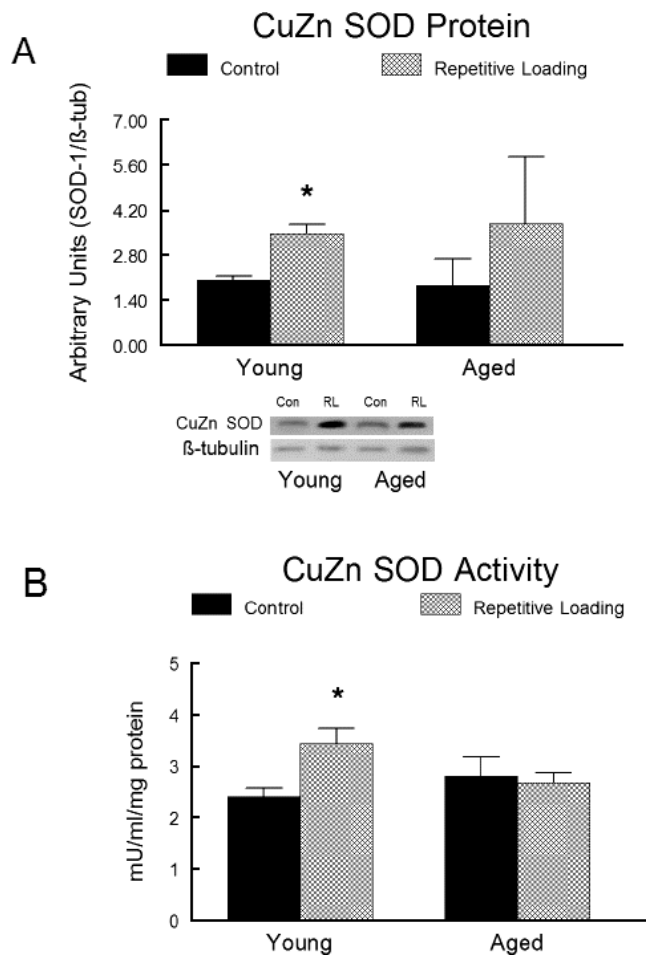 A
CuZn SOD Protein
Control Repetitive Loading
Arbitrary Units (SOD-1/ß-tub)
7.00
5.60
4.20
2.80
1.40
0.00
*
Young Aged
Con RL Con RL
CuZn SOD
ß-tubulin
Young Aged
B
CuZn SOD Activity
Control Repetitive Loading
mU/ml/mg protein
5
4
3
2
1
0
*
Young Aged